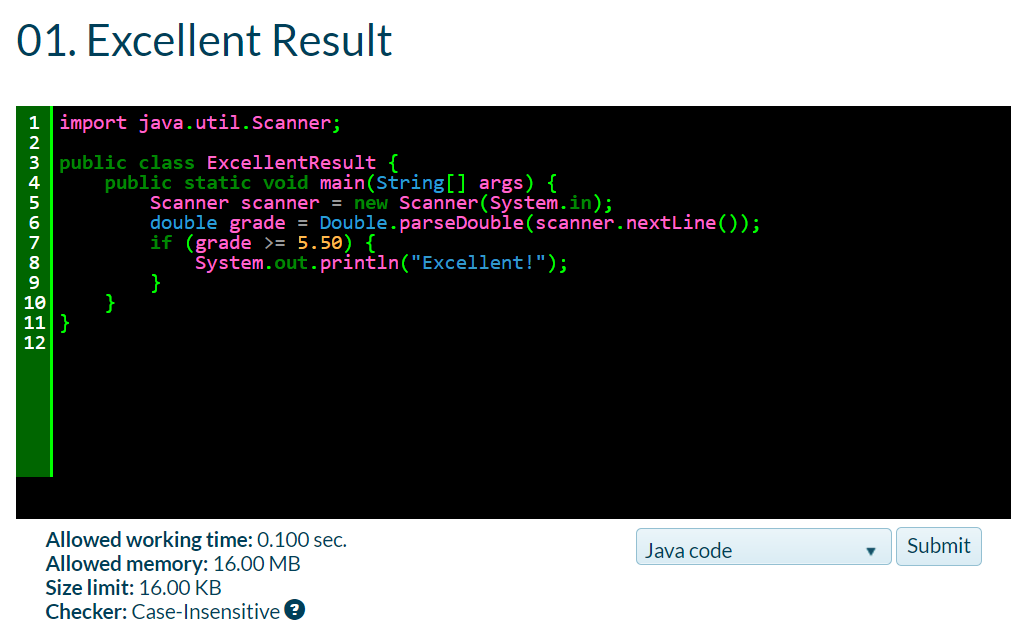 01. Excellent Result
1 import java.util.Scanner;
2
3 public class ExcellentResult {
4     public static void main(String[] args) {
5         Scanner scanner = new Scanner(System.in);
6         double grade = Double.parseDouble(scanner.nextLine());
7         if (grade >= 5.50) {
8             System.out.println("Excellent!");
9         }
10     }
11 }
12
Allowed working time: 0.100 sec.
Allowed memory: 16.00 MB
Size limit: 16.00 KB
Checker: Case-Insensitive ?
Java code ▼ Submit